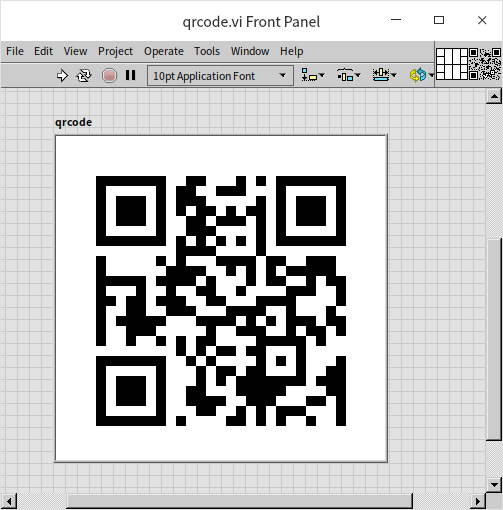 qrcode.vi Front Panel
File Edit View Project Operate Tools Window Help
10pt Application Font
qrcode